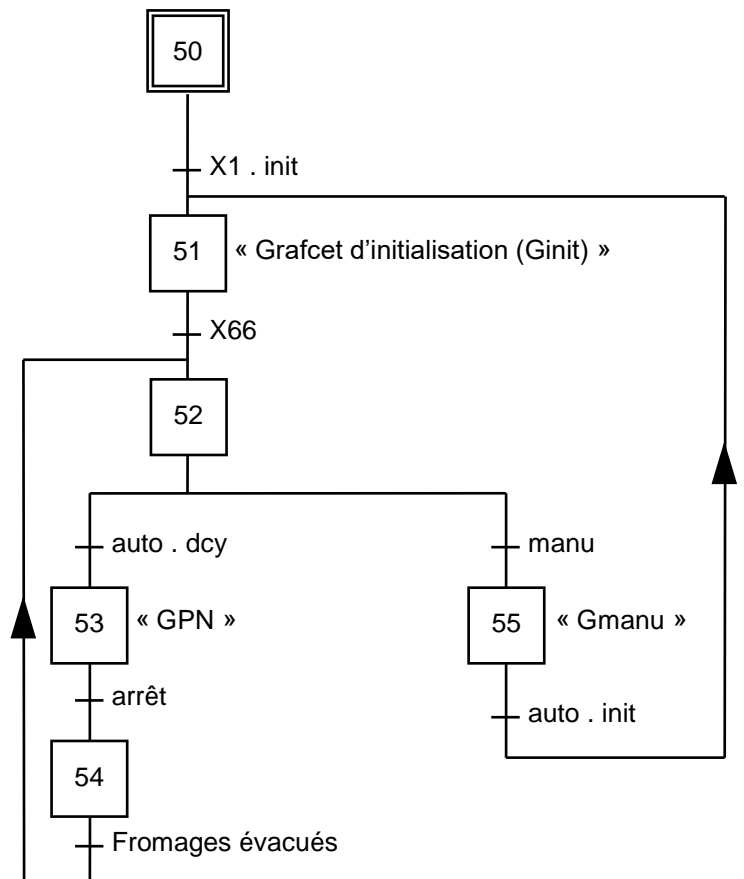 50
X1 . init
51 « Grafcet d'initialisation (Ginit) »
X66
52
auto . dcy manu
53 « GPN » 55 « Gmanu »
arrêt auto . init
54
Fromages évacués